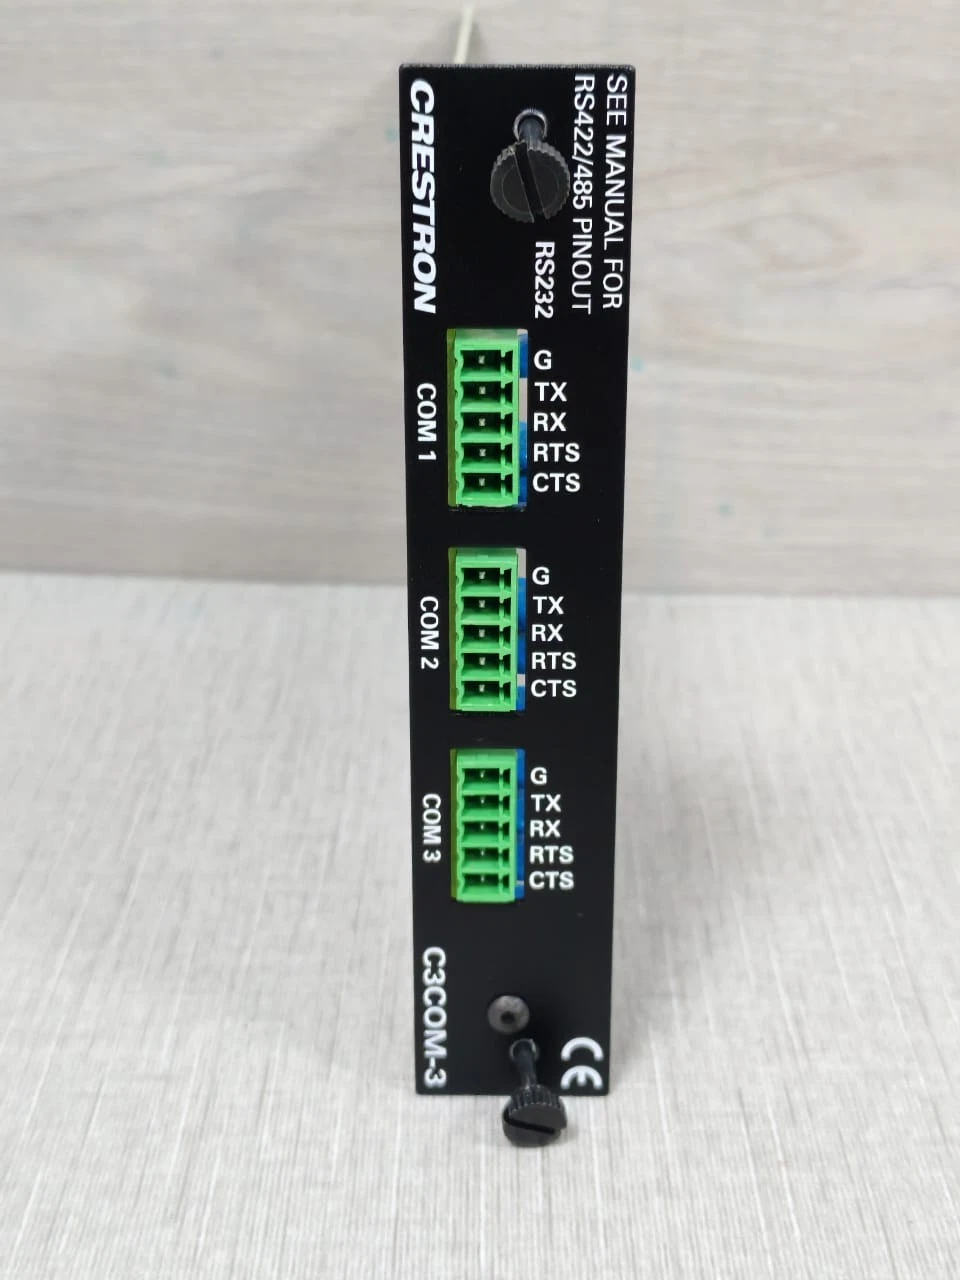 SEE MANUAL FOR
RS422/485 PINOUT
CRESTRON
RS232
COM 1
G
TX
RX
RTS
CTS
COM 2
G
TX
RX
RTS
CTS
COM 3
G
TX
RX
RTS
CTS
C3COM-3
CE